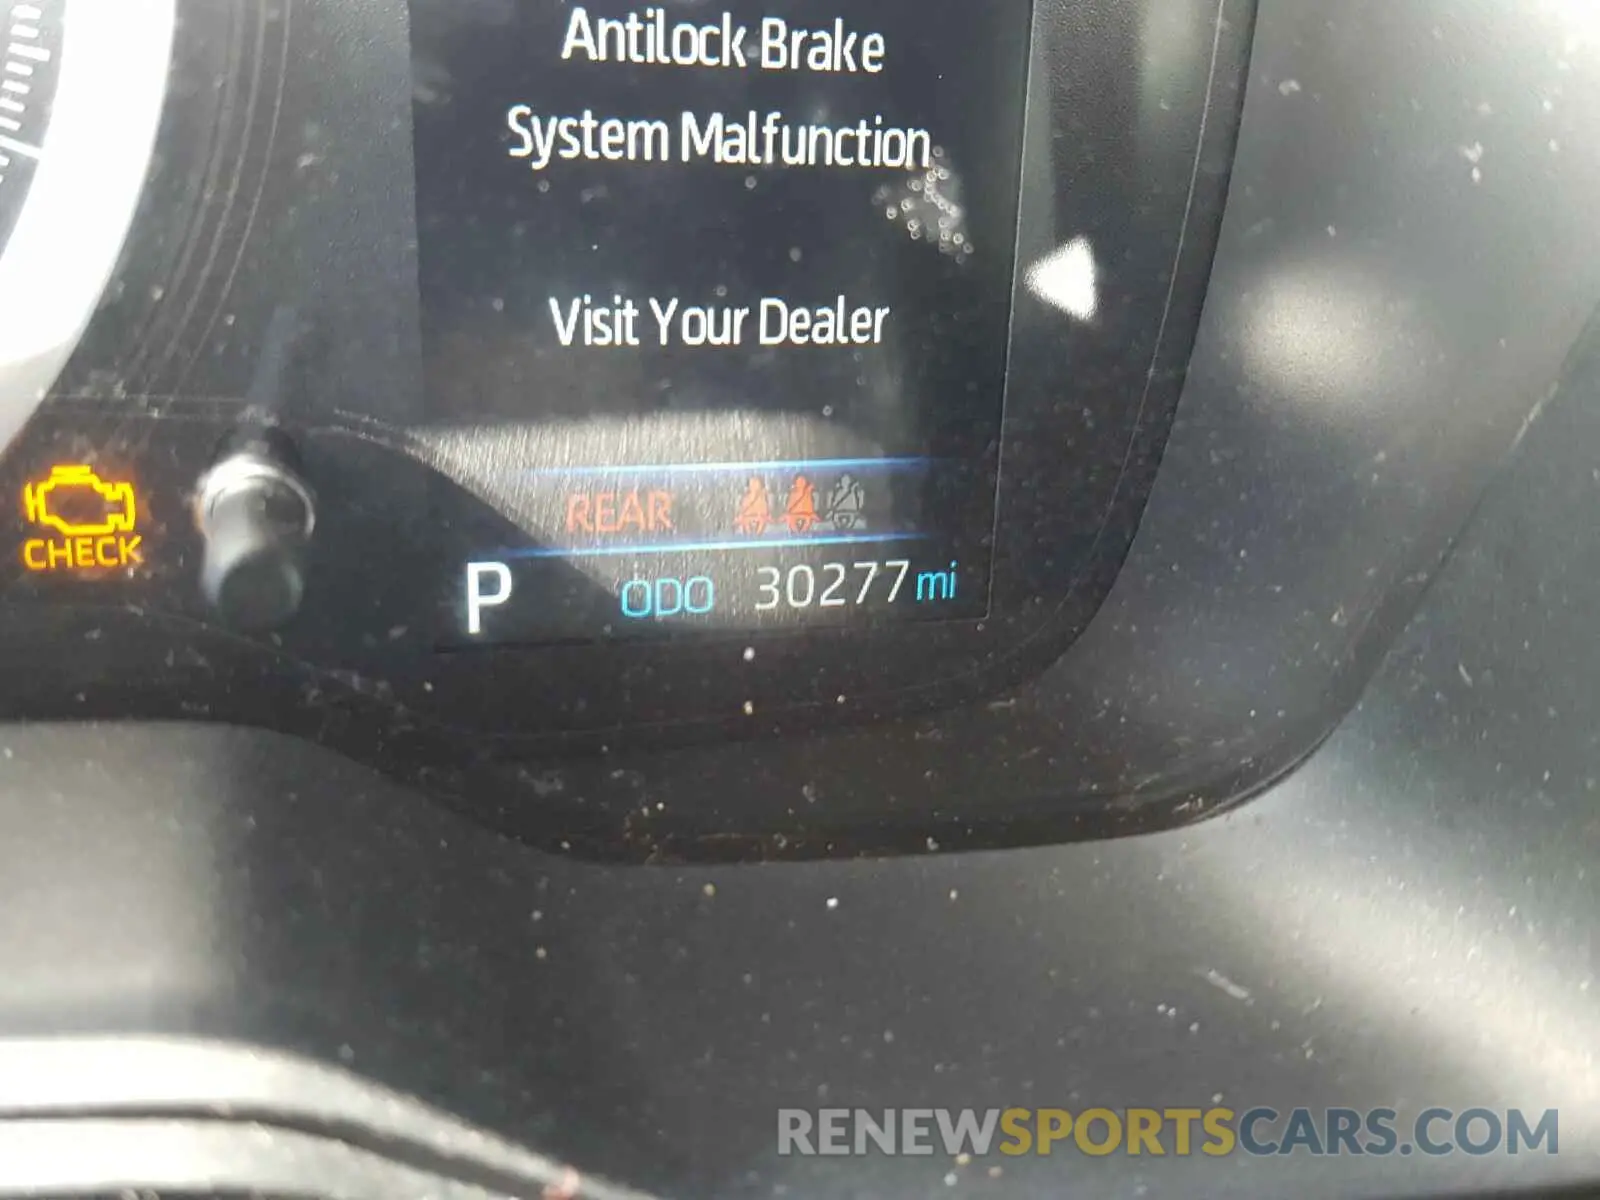 Antilock Brake
System Malfunction
Visit Your Dealer
REAR
CHECK
P ODO 30277 mi
RENEWSPORTSCARS.COM